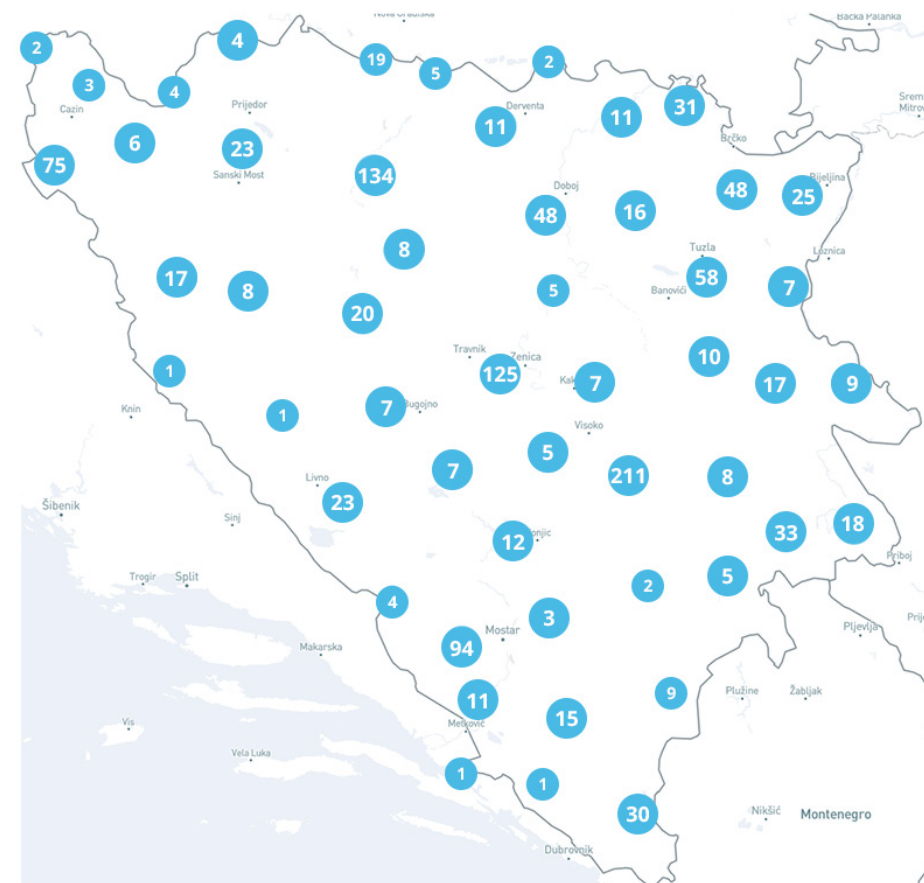 Nova Gradiška
Bačka Palanka
2
4
19
5
2
3
4
Cazin
Prijedor
Derventa
11
11
31
Srem
Mitrov
6
23
Brčko
75
134
Sanski Most
Doboj
48
Bijeljina
25
48
16
8
Tuzla
Loznica
17
8
5
58
Banovići
7
20
Travnik
Zenica
10
1
125
Kak
7
17
9
Knin
1
7
Bugojno
Visoko
5
7
211
8
Livno
23
Šibenik
Sinj
12
onjic
33
18
Priboj
Trogir
Split
2
5
4
3
Pljevlja
Prij
Makarska
94
Mostar
11
9
Plužine
Žabljak
Vis
Metković
15
Vela Luka
1
1
30
Nikšić
Montenegro
Dubrovnik